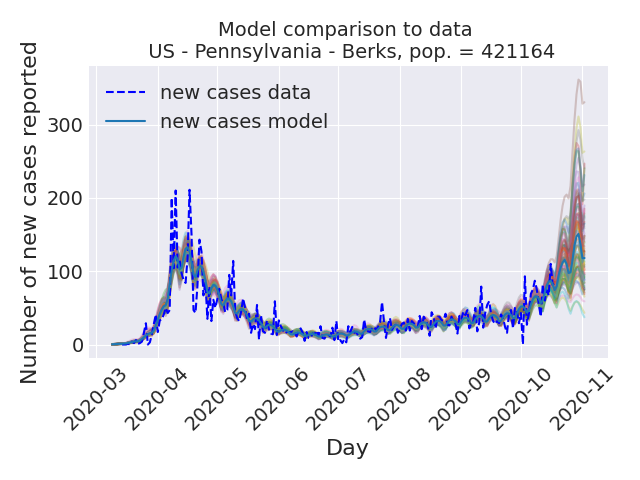 Model comparison to data
US - Pennsylvania - Berks, pop. = 421164
new cases data
new cases model
Number of new cases reported
300
200
100
0
2020-03
2020-04
2020-05
2020-06
2020-07
2020-08
2020-09
2020-10
2020-11
Day